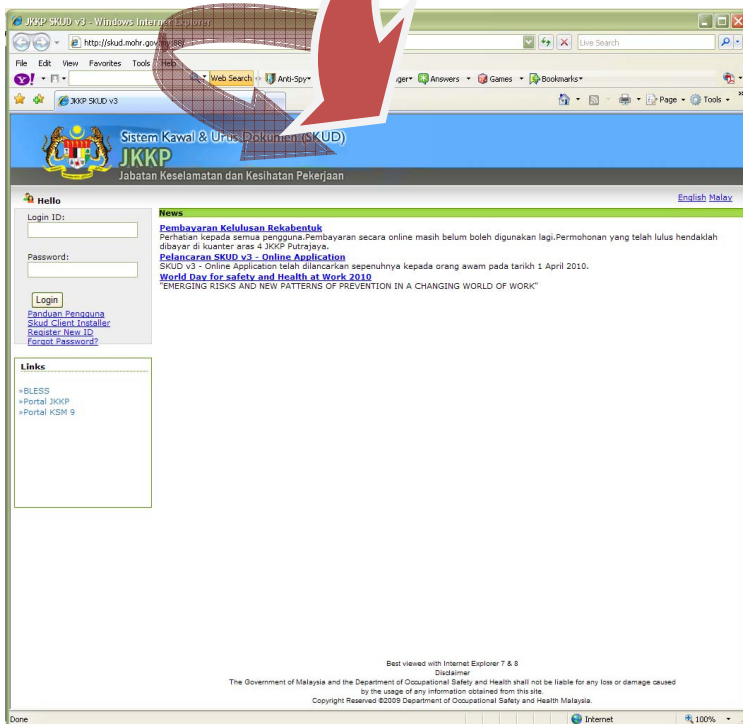 JKKP SKUD v3 - Windows Internet Explorer
http://skud.mohr.gov.my:88/
Live Search
File Edit View Favorites Tools Help
Web Search Anti-Spy Answers Games Bookmarks
JKKP SKUD v3 Page Tools
Sistem Kawal & Urus Dokumen (SKUD)
JKKP
Jabatan Keselamatan dan Kesihatan Pekerjaan
Hello English Malay
Login ID:
Password:
Login
Panduan Pengguna
Skud Client Installer
Register New ID
Forgot Password?
News
Pembayaran Kelulusan Rekabentuk
Perhatian kepada semua pengguna.Pembayaran secara online masih belum boleh digunakan lagi.Permohonan yang telah lulus hendaklah
dibayar di kuanter aras 4 JKKP Putrajaya.
Pelancaran SKUD v3 - Online Application
SKUD v3 - Online Application telah dilancarkan sepenuhnya kepada orang awam pada tarikh 1 April 2010.
World Day for safety and Health at Work 2010
"EMERGING RISKS AND NEW PATTERNS OF PREVENTION IN A CHANGING WORLD OF WORK"
Links
»BLESS
»Portal JKKP
»Portal KSM 9
Best viewed with Internet Explorer 7 & 8
Disclaimer
The Government of Malaysia and the Department of Occupational Safety and Health shall not be liable for any loss or damage caused
by the usage of any information obtained from this site.
Copyright Reserved ©2009 Department of Occupational Safety and Health Malaysia.
Done Internet 100%